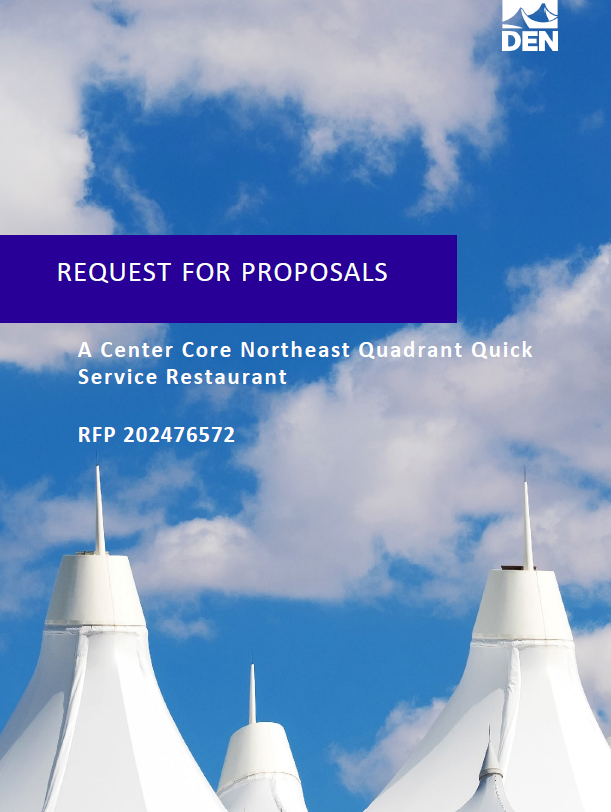 DEN
REQUEST FOR PROPOSALS
A Center Core Northeast Quadrant Quick
Service Restaurant
RFP 202476572